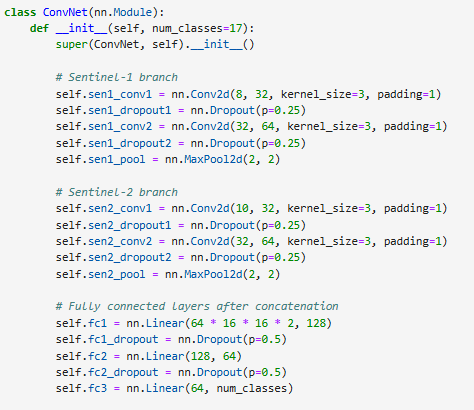 class ConvNet(nn.Module):
    def __init__(self, num_classes=17):
        super(ConvNet, self).__init__()

        # Sentinel-1 branch
        self.sen1_conv1 = nn.Conv2d(8, 32, kernel_size=3, padding=1)
        self.sen1_dropout1 = nn.Dropout(p=0.25)
        self.sen1_conv2 = nn.Conv2d(32, 64, kernel_size=3, padding=1)
        self.sen1_dropout2 = nn.Dropout(p=0.25)
        self.sen1_pool = nn.MaxPool2d(2, 2)

        # Sentinel-2 branch
        self.sen2_conv1 = nn.Conv2d(10, 32, kernel_size=3, padding=1)
        self.sen2_dropout1 = nn.Dropout(p=0.25)
        self.sen2_conv2 = nn.Conv2d(32, 64, kernel_size=3, padding=1)
        self.sen2_dropout2 = nn.Dropout(p=0.25)
        self.sen2_pool = nn.MaxPool2d(2, 2)

        # Fully connected layers after concatenation
        self.fc1 = nn.Linear(64 * 16 * 16 * 2, 128)
        self.fc1_dropout = nn.Dropout(p=0.5)
        self.fc2 = nn.Linear(128, 64)
        self.fc2_dropout = nn.Dropout(p=0.5)
        self.fc3 = nn.Linear(64, num_classes)